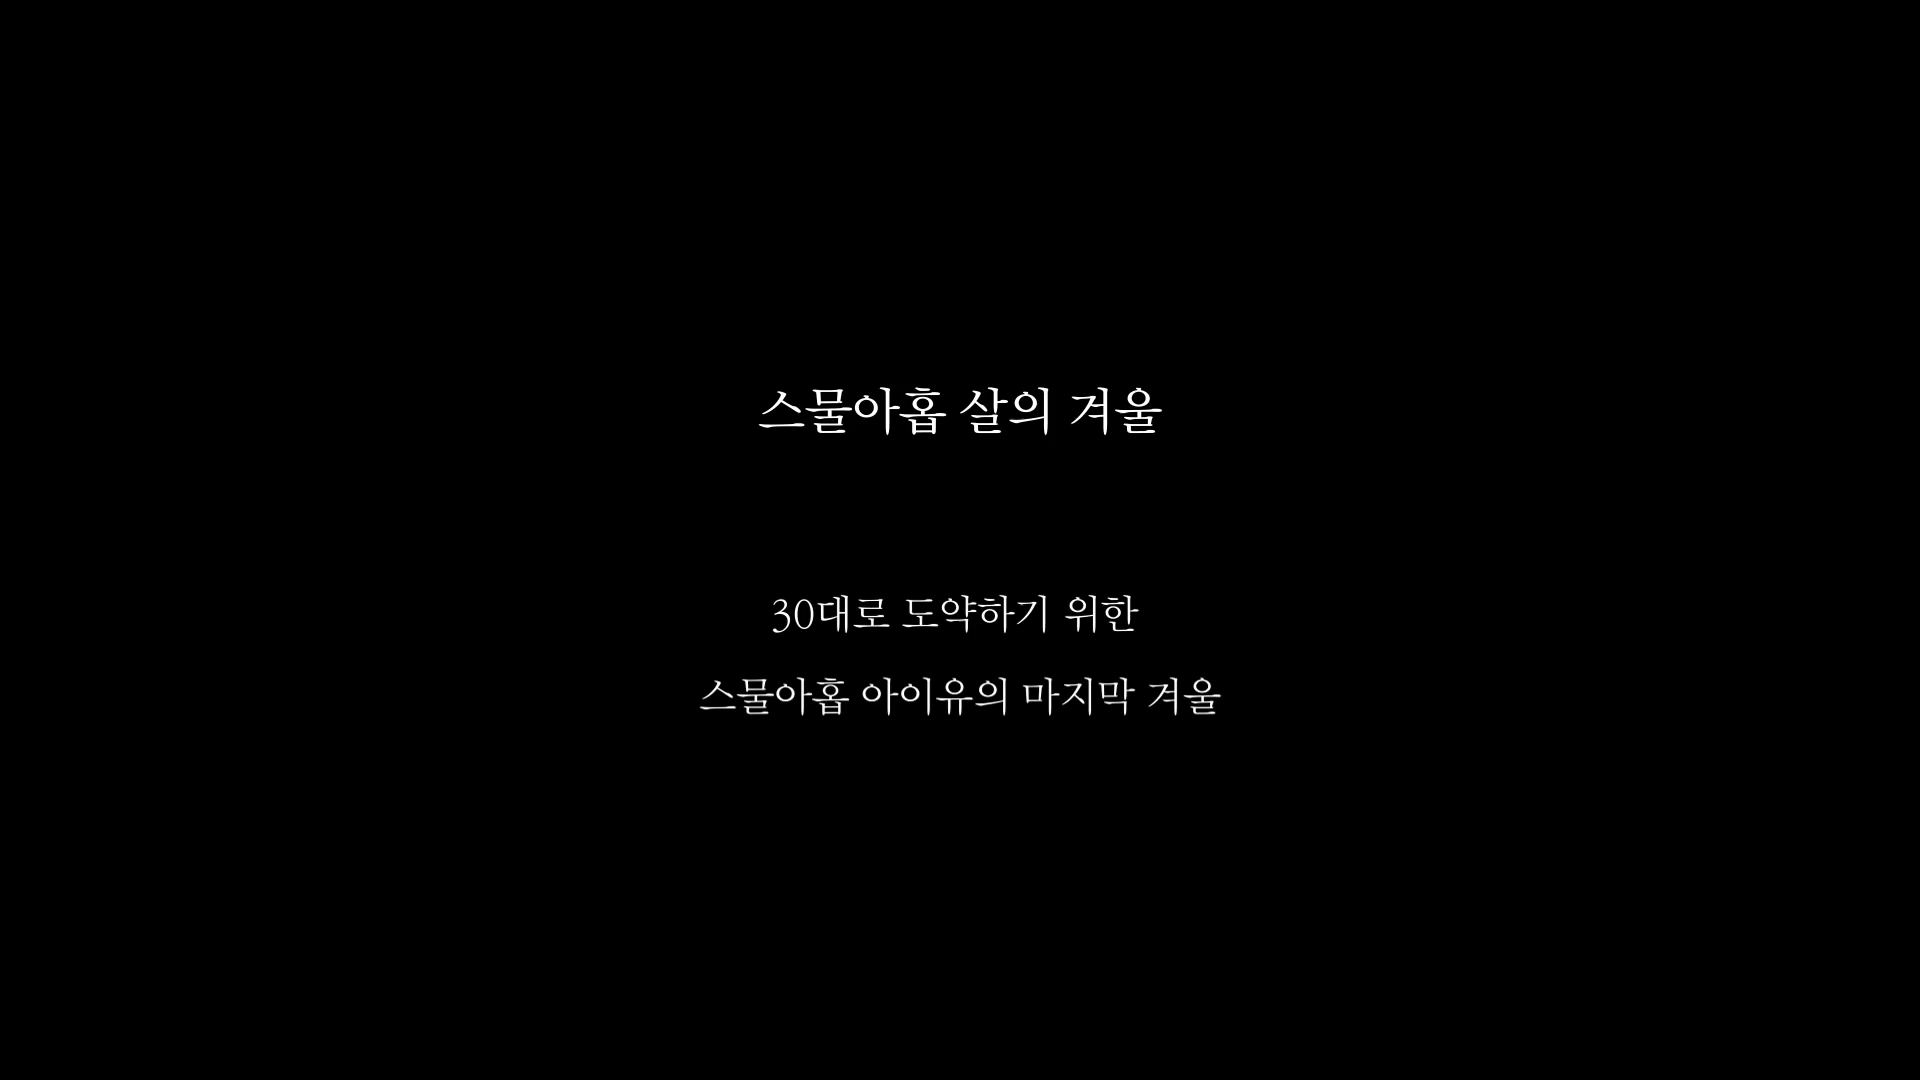 스물아홉 살의 겨울
30대로 도약하기 위한
스물아홉 아이유의 마지막 겨울